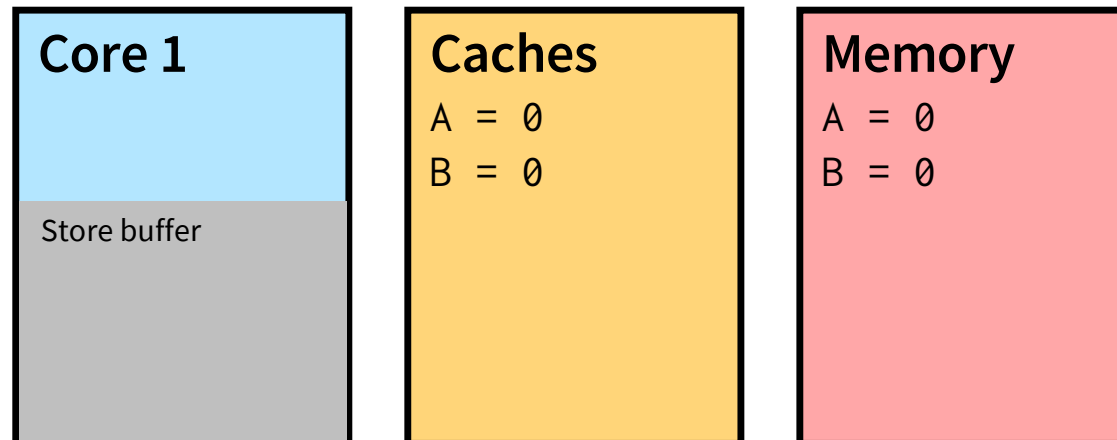 Core 1
Store buffer
Caches
A = 0
B = 0
Memory
A = 0
B = 0